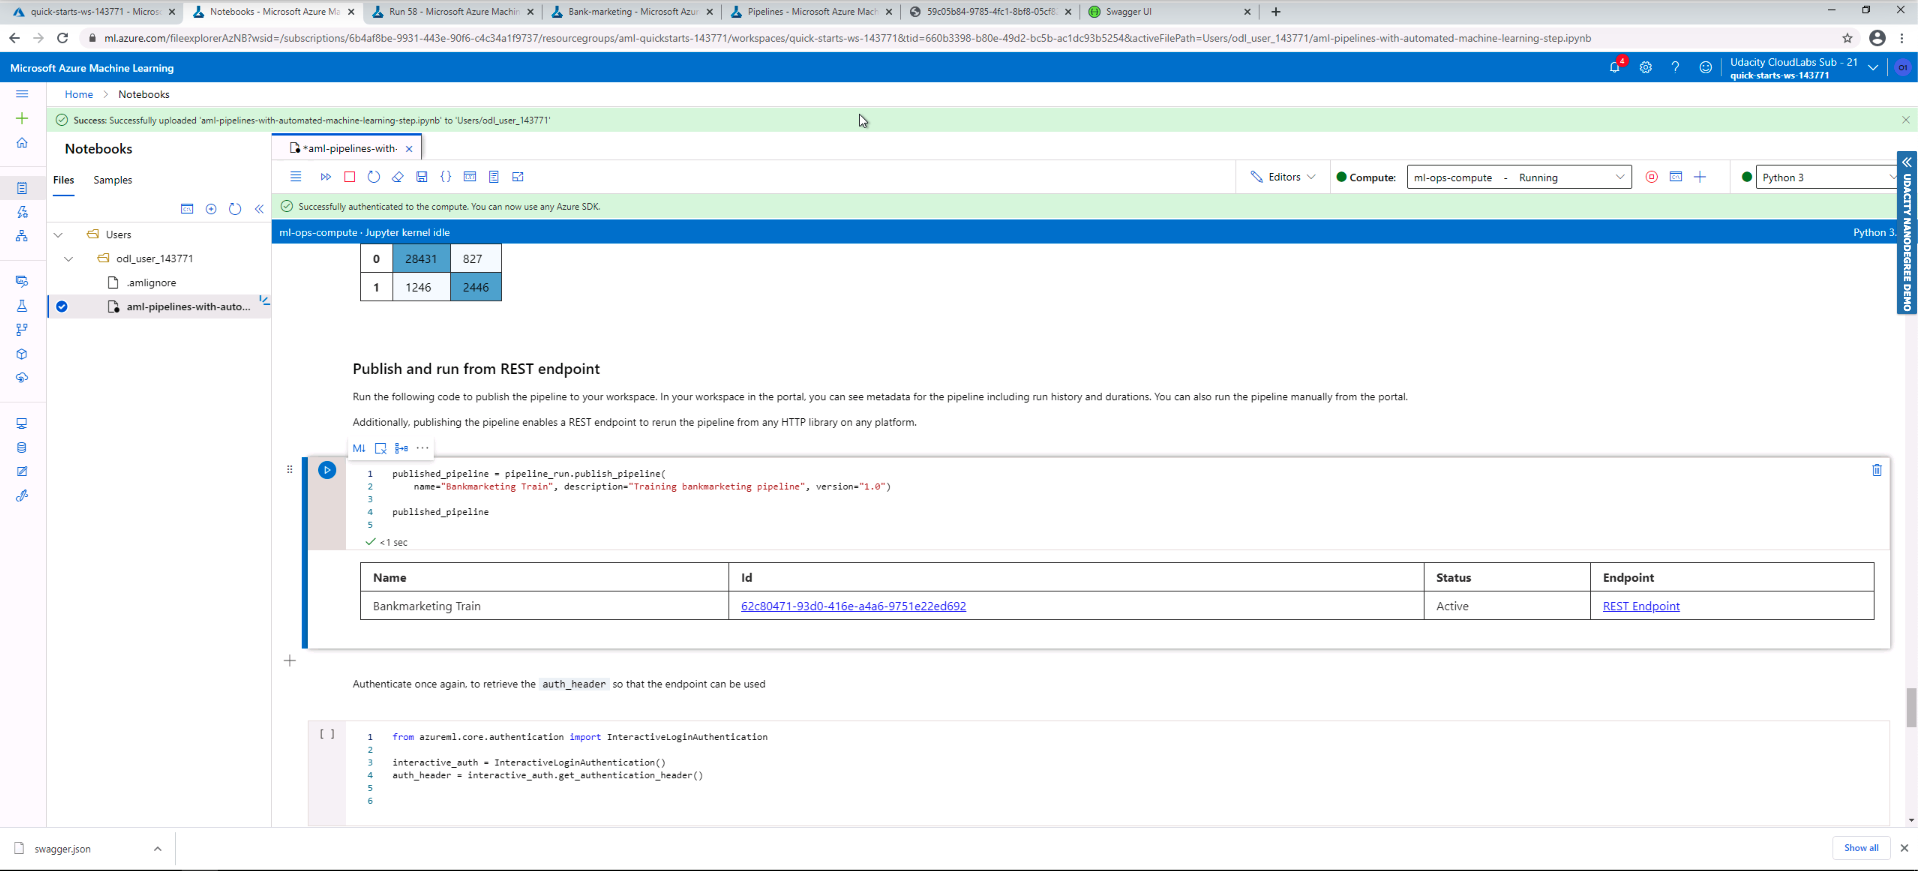 quick-starts-ws-143771 - Micros
Notebooks - Microsoft Azure Ma
Run 58 - Microsoft Azure Machin
Bank-marketing - Microsoft Azur
Pipelines - Microsoft Azure Mach
59c05b84-9785-4fc1-8bf8-05cf8
Swagger UI
ml.azure.com/fileexplorerAzNB?wsid=/subscriptions/6b4af8be-9931-443e-90f6-c4c34a1f9737/resourcegroups/aml-quickstarts-143771/workspaces/quick-starts-ws-143771&tid=660b3398-b80e-49d2-bc5b-ac1dc93b5254&activeFilePath=Users/odl_user_143771/aml-pipelines-with-automated-machine-learning-step.ipynb
Microsoft Azure Machine Learning
4
Udacity CloudLabs Sub - 21
quick-starts-ws-143771
O1
Home > Notebooks
Success: Successfully uploaded 'aml-pipelines-with-automated-machine-learning-step.ipynb' to 'Users/odl_user_143771'
Notebooks
*aml-pipelines-with-
Files Samples
Editors
Compute: ml-ops-compute - Running
Python 3
UDACITY NANODEGREE DEMO
Successfully authenticated to the compute. You can now use any Azure SDK.
ml-ops-compute · Jupyter kernel idle
Python 3.
Users
odl_user_143771
.amlignore
aml-pipelines-with-auto...
0 28431 827
1 1246 2446
Publish and run from REST endpoint
Run the following code to publish the pipeline to your workspace. In your workspace in the portal, you can see metadata for the pipeline including run history and durations. You can also run the pipeline manually from the portal.
Additionally, publishing the pipeline enables a REST endpoint to rerun the pipeline from any HTTP library on any platform.
M↓ ...
1 published_pipeline = pipeline_run.publish_pipeline(
2 name="Bankmarketing Train", description="Training bankmarketing pipeline", version="1.0")
3
4 published_pipeline
5
<1 sec
Name Id Status Endpoint
Bankmarketing Train 62c80471-93d0-416e-a4a6-9751e22ed692 Active REST Endpoint
Authenticate once again, to retrieve the auth_header so that the endpoint can be used
[ ]
1 from azureml.core.authentication import InteractiveLoginAuthentication
2
3 interactive_auth = InteractiveLoginAuthentication()
4 auth_header = interactive_auth.get_authentication_header()
5
6
swagger.json
Show all